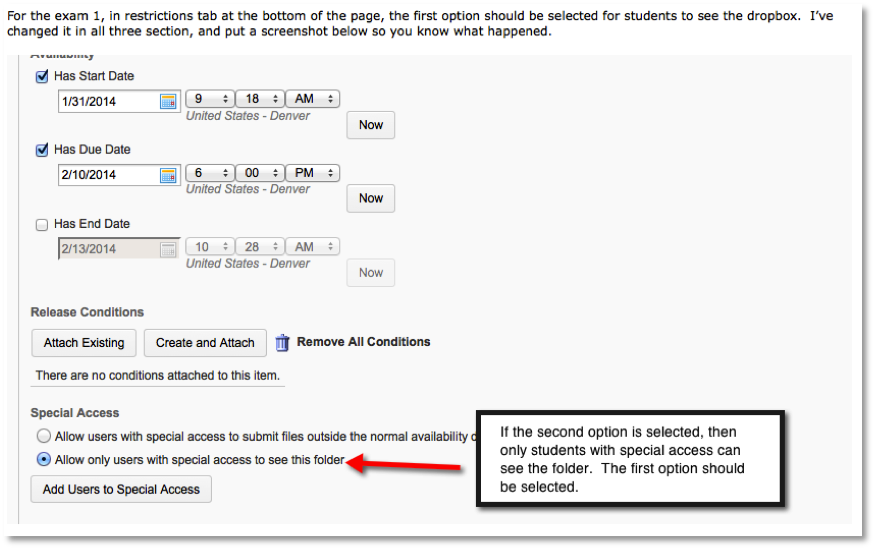 For the exam 1, in restrictions tab at the bottom of the page, the first option should be selected for students to see the dropbox.  I've
changed it in all three section, and put a screenshot below so you know what happened.
Availability
Has Start Date
1/31/2014 9 18 AM
United States - Denver
Now
Has Due Date
2/10/2014 6 00 PM
United States - Denver
Now
Has End Date
2/13/2014 10 28 AM
United States - Denver
Now
Release Conditions
Attach Existing Create and Attach Remove All Conditions
There are no conditions attached to this item.
Special Access
Allow users with special access to submit files outside the normal availability
Allow only users with special access to see this folder
Add Users to Special Access
If the second option is selected, then
only students with special access can
see the folder.  The first option should
be selected.